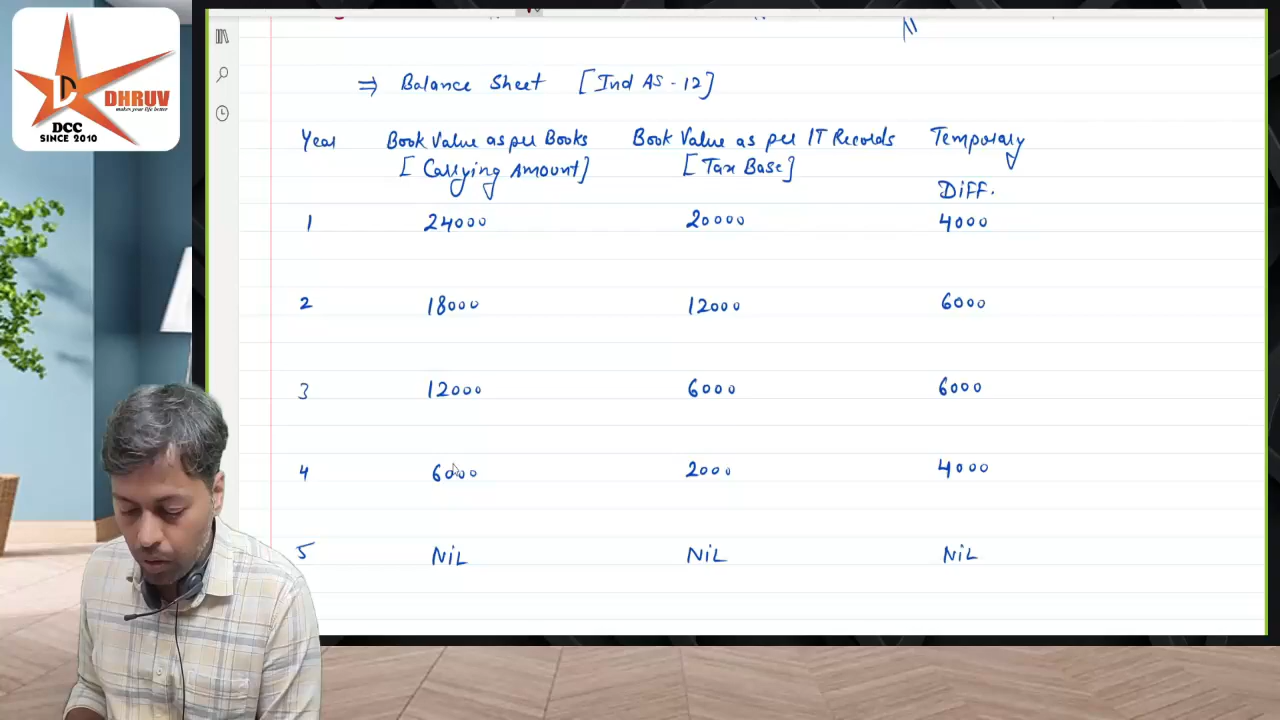 DHRUV
makes your life better
DCC
SINCE 2010
⇒ Balance Sheet [Ind AS-12]
Year Book Value as per Books Book Value as per IT Records Temporary
[Carrying Amount] [Tax Base]
Diff.
1 24000 20000 4000
2 18000 12000 6000
3 12000 6000 6000
4 6000 2000 4000
5 NiL NiL NiL